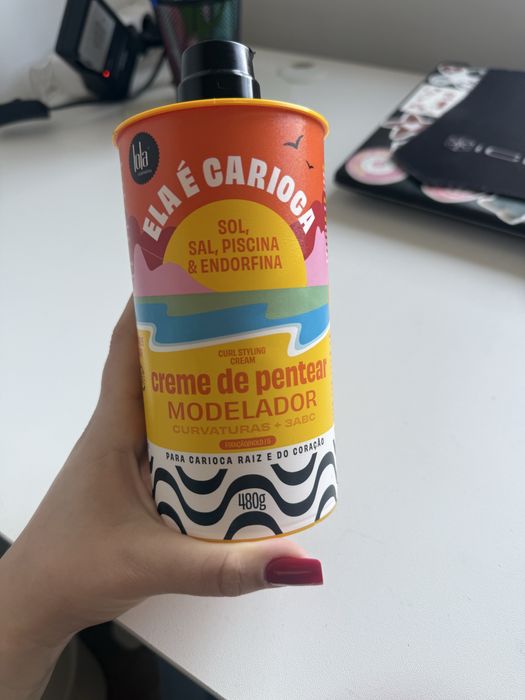 lola
ELA É CARIOCA
SOL,
SAL, PISCINA
& ENDORFINA
CURL STYLING
CREAM
creme de pentear
MODELADOR
CURVATURAS + 3ABC
PARA CARIOCA RAIZ E DO CORAÇÃO
480g